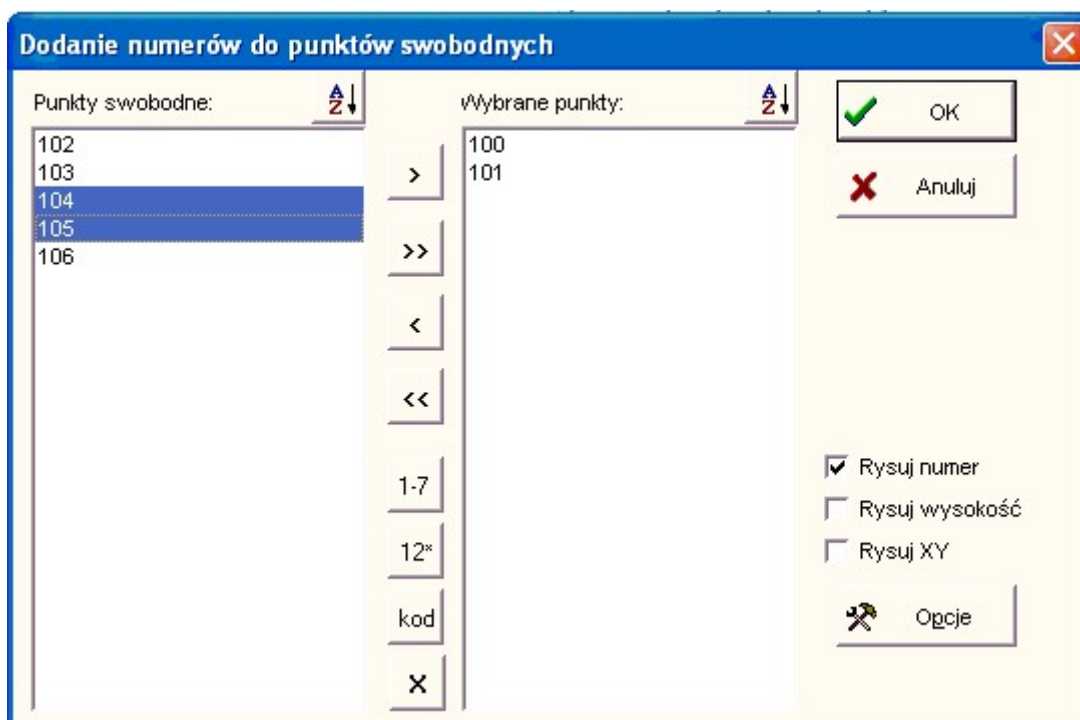 Dodanie numerów do punktów swobodnych
Punkty swobodne:
102
103
104
105
106
>
>>
<
<<
1-7
12*
kod
X
Wybrane punkty:
100
101
OK
Anuluj
Rysuj numer
Rysuj wysokość
Rysuj XY
Opcje